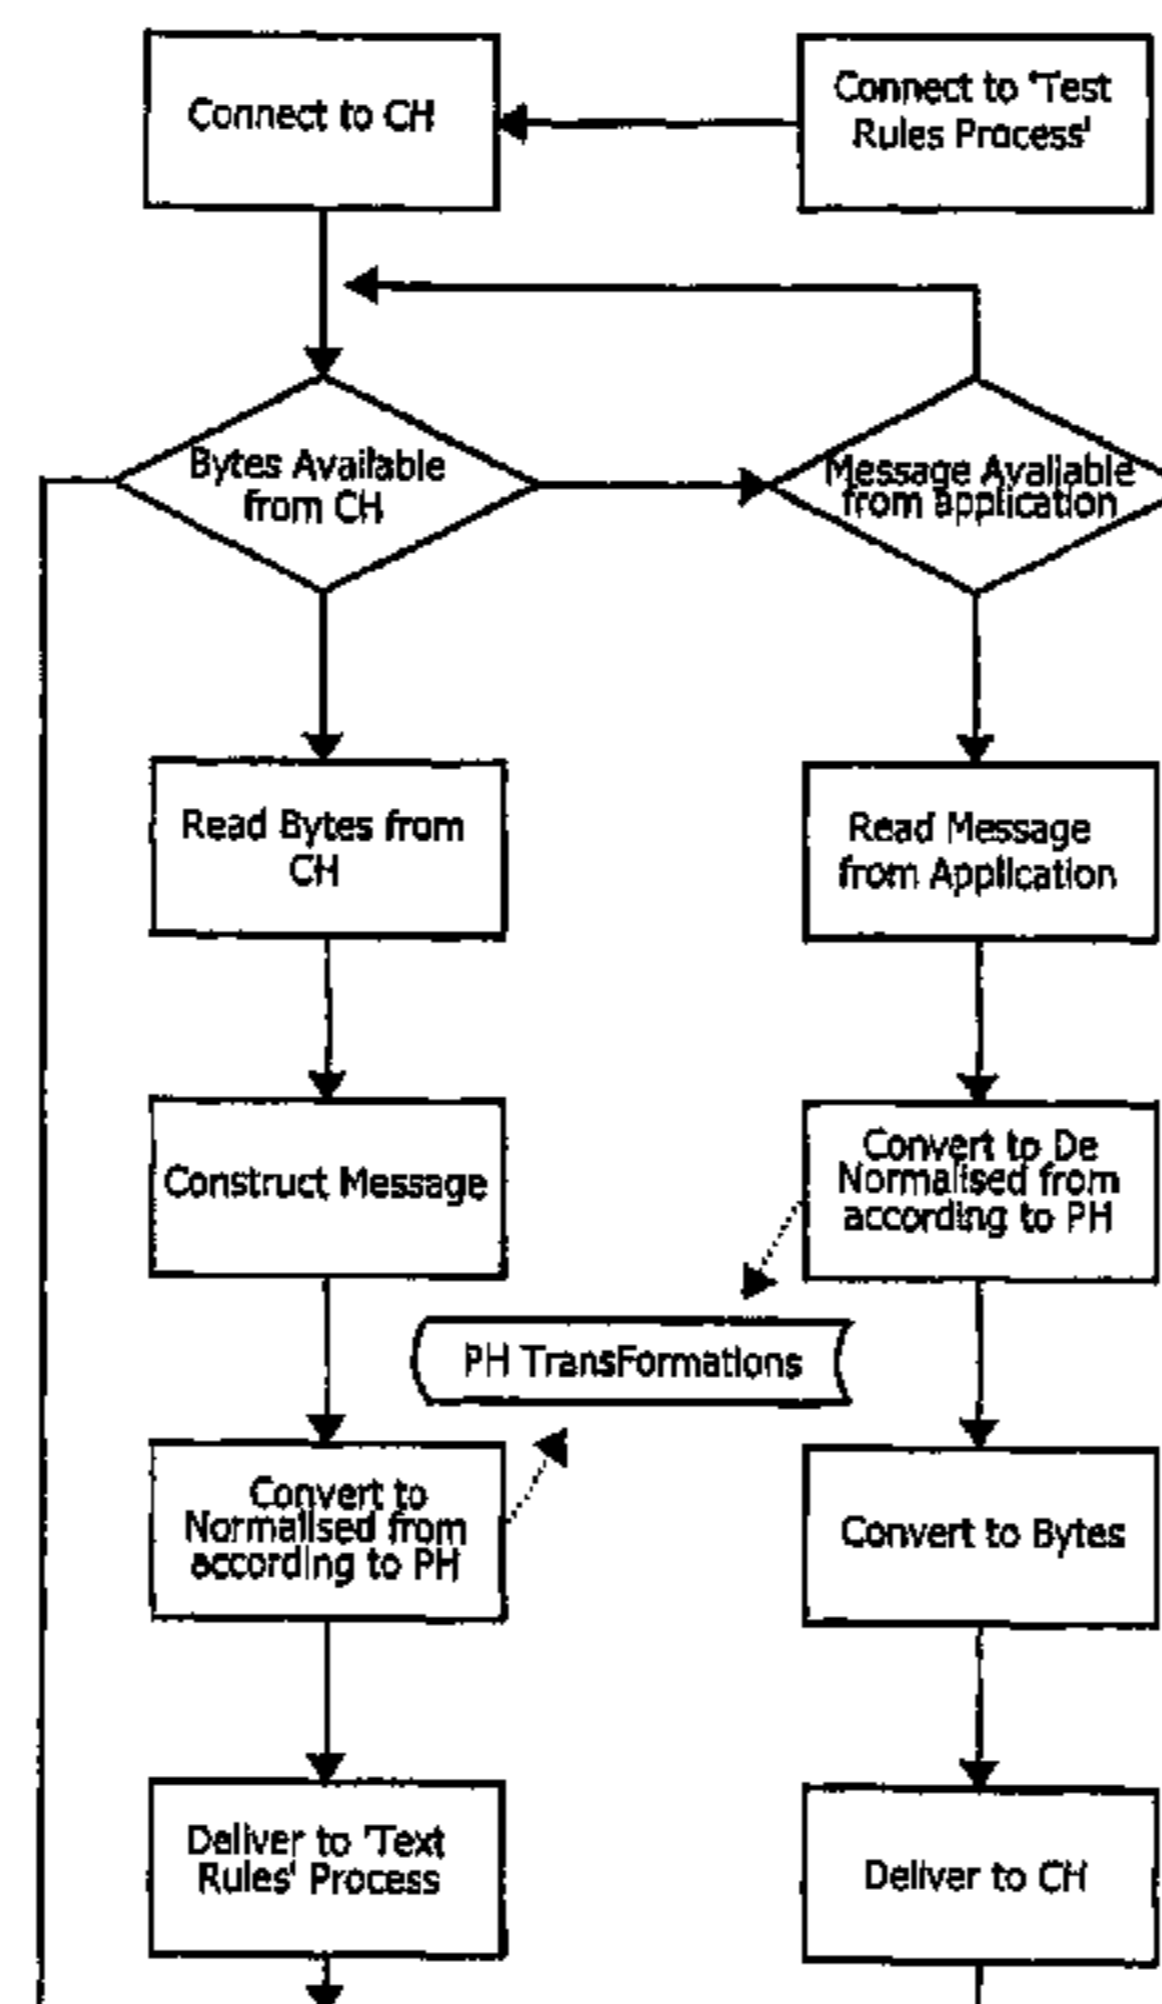 Connect to CH
Connect to 'Test
Rules Process'
Bytes Available
from CH
Message Available
from application
Read Bytes from
CH
Read Message
from Application
Construct Message
Convert to De
Normalised from
according to PH
PH TransFormations
Convert to
Normalised from
according to PH
Convert to Bytes
Deliver to 'Text
Rules' Process
Deliver to CH